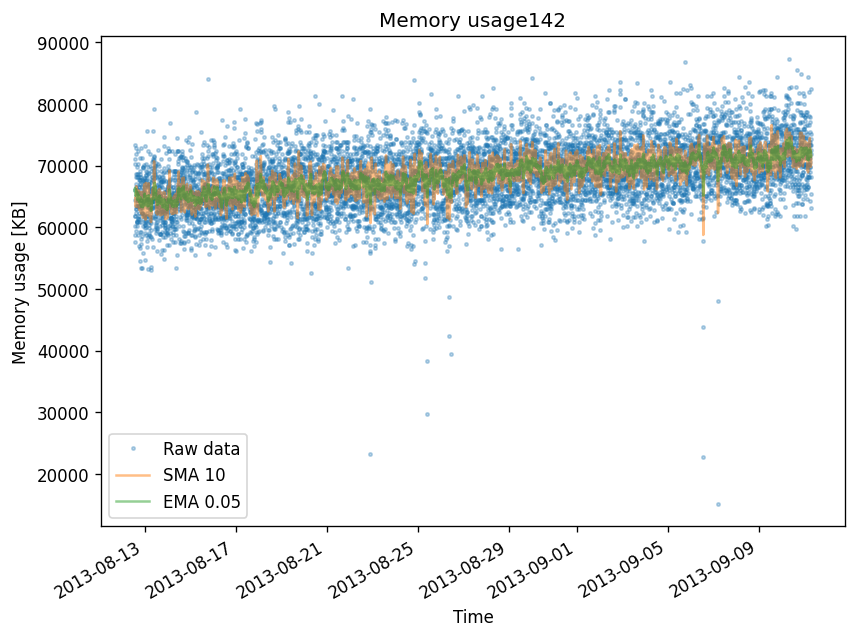 Memory usage142
Memory usage [KB]
90000
80000
70000
60000
50000
40000
30000
20000
Raw data
SMA 10
EMA 0.05
2013-08-13
2013-08-17
2013-08-21
2013-08-25
2013-08-29
2013-09-01
2013-09-05
2013-09-09
Time